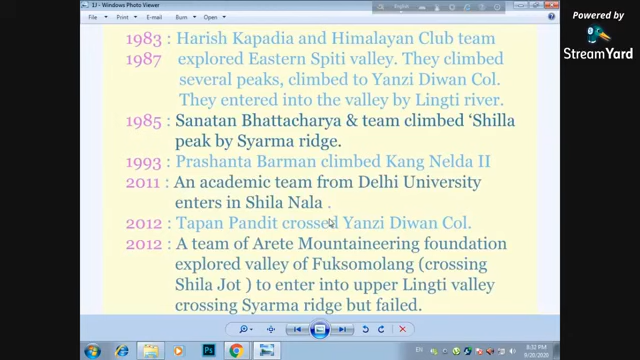 1J - Windows Photo Viewer
English
File Print E-mail Burn Open
Powered by
StreamYard
1983 : Harish Kapadia and Himalayan Club team
1987 explored Eastern Spiti valley. They climbed
several peaks, climbed to Yanzi Diwan Col.
They entered into the valley by Lingti river.
1985 : Sanatan Bhattacharya & team climbed ‘Shilla
peak by Syarma ridge.
1993 : Prashanta Barman climbed Kang Nelda II
2011 : An academic team from Delhi University
enters in Shila Nala .
2012 : Tapan Pandit crossed Yanzi Diwan Col.
2012 : A team of Arete Mountaineering foundation
explored valley of Fuksomolang (crossing
Shila Jot ) to enter into upper Lingti valley
crossing Syarma ridge but failed.
Ps
EN
8:32 PM
9/20/2020